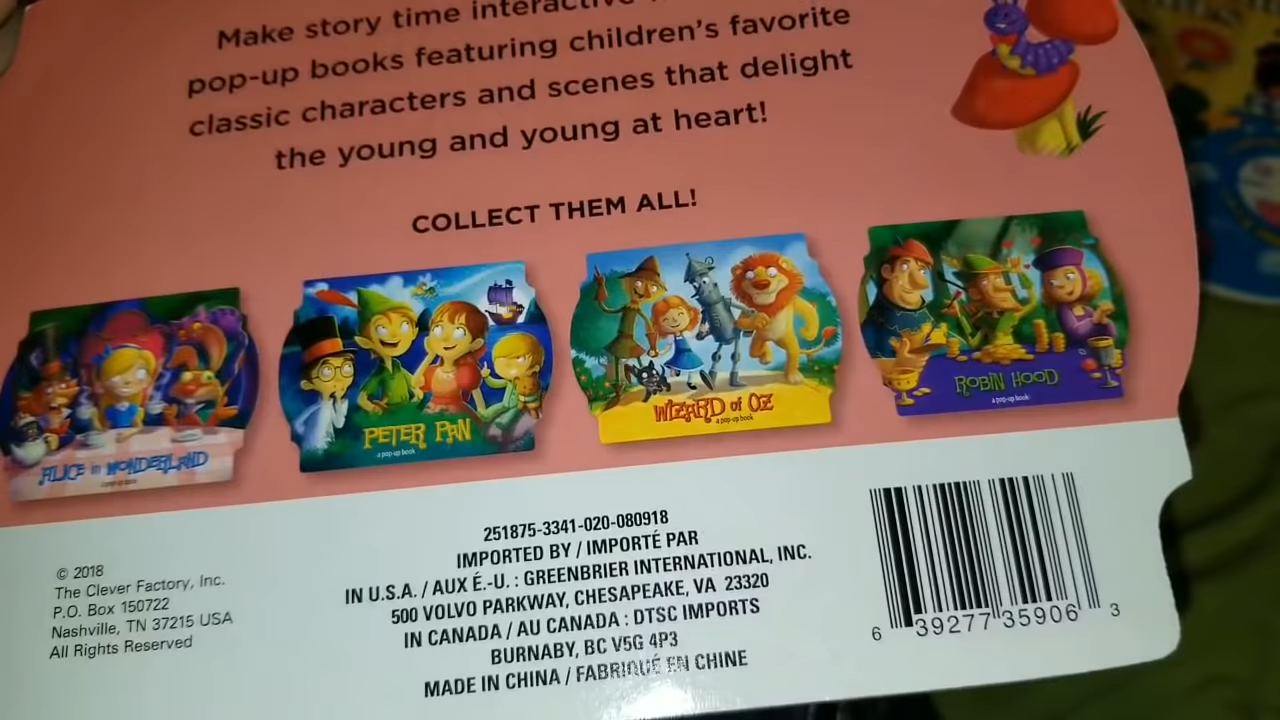 Make story time interactive
pop-up books featuring children's favorite
classic characters and scenes that delight
the young and young at heart!
COLLECT THEM ALL!
ALICE in WONDERLAND
a pop-up book
PETER PAN
a pop-up book
WIZARD of OZ
a pop-up book
ROBIN HOOD
a pop-up book
© 2018
The Clever Factory, Inc.
P.O. Box 150722
Nashville, TN 37215 USA
All Rights Reserved
251875-3341-020-080918
IMPORTED BY / IMPORTÉ PAR
IN U.S.A. / AUX É.-U. : GREENBRIER INTERNATIONAL, INC.
500 VOLVO PARKWAY, CHESAPEAKE, VA 23320
IN CANADA / AU CANADA : DTSC IMPORTS
BURNABY, BC V5G 4P3
MADE IN CHINA / FABRIQUÉ EN CHINE
6 39277 35906 3